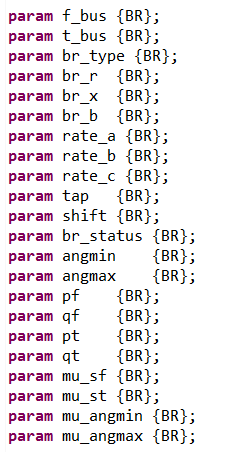 param f_bus {BR};
param t_bus {BR};
param br_type {BR};
param br_r  {BR};
param br_x  {BR};
param br_b  {BR};
param rate_a {BR};
param rate_b {BR};
param rate_c {BR};
param tap   {BR};
param shift {BR};
param br_status {BR};
param angmin    {BR};
param angmax    {BR};
param pf    {BR};
param qf    {BR};
param pt    {BR};
param qt    {BR};
param mu_sf {BR};
param mu_st {BR};
param mu_angmin {BR};
param mu_angmax {BR};